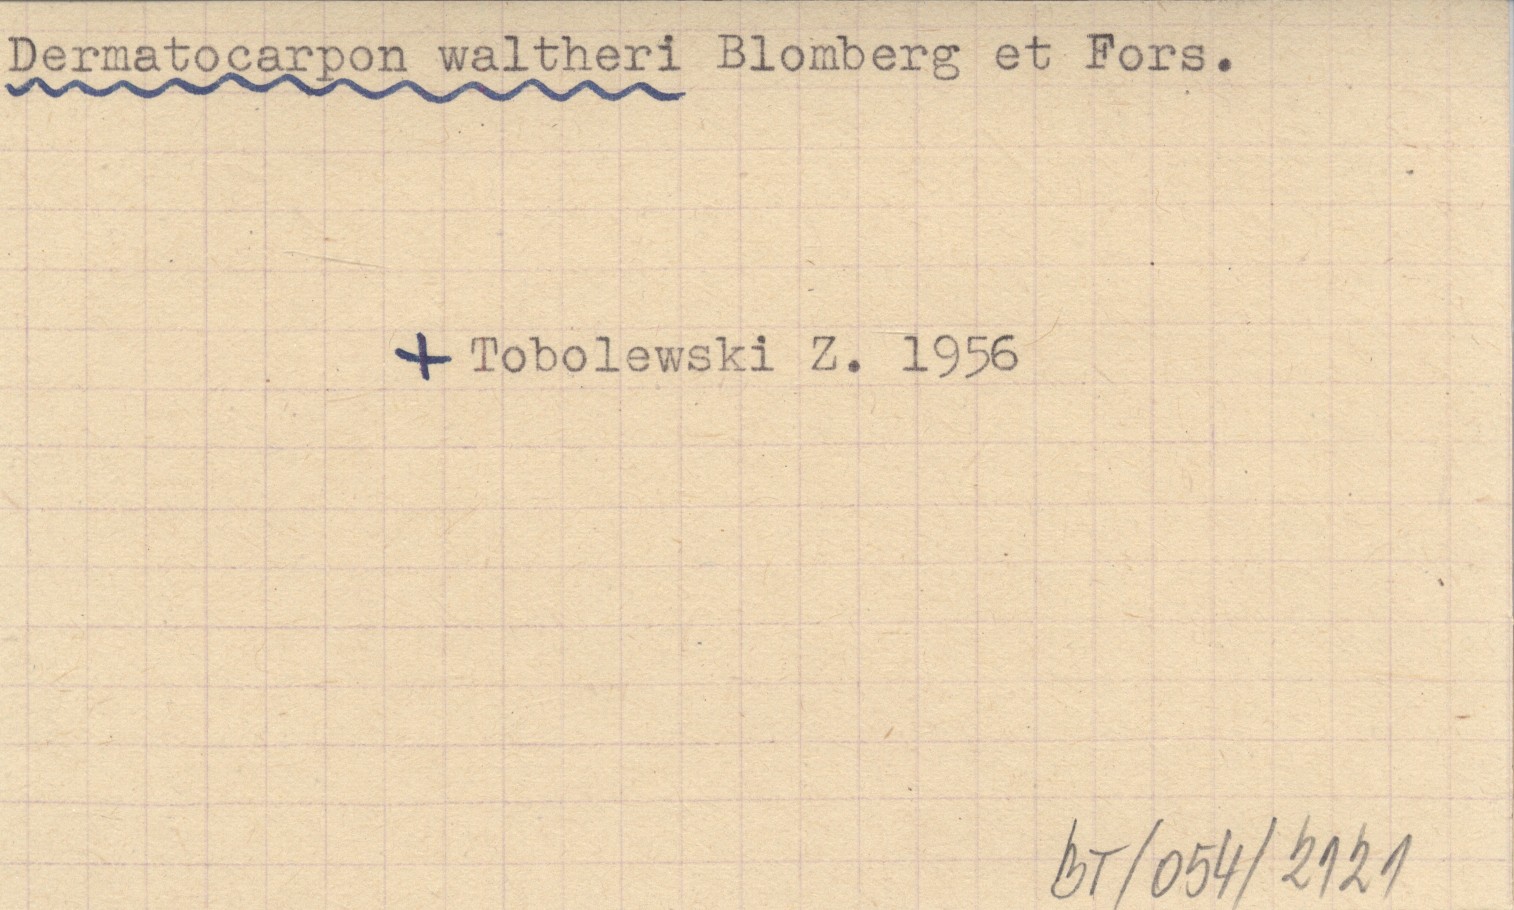 Dermatocarpon waltheri Blomberg et Fors.
+ Tobolewski Z. 1956
BT/054/2121